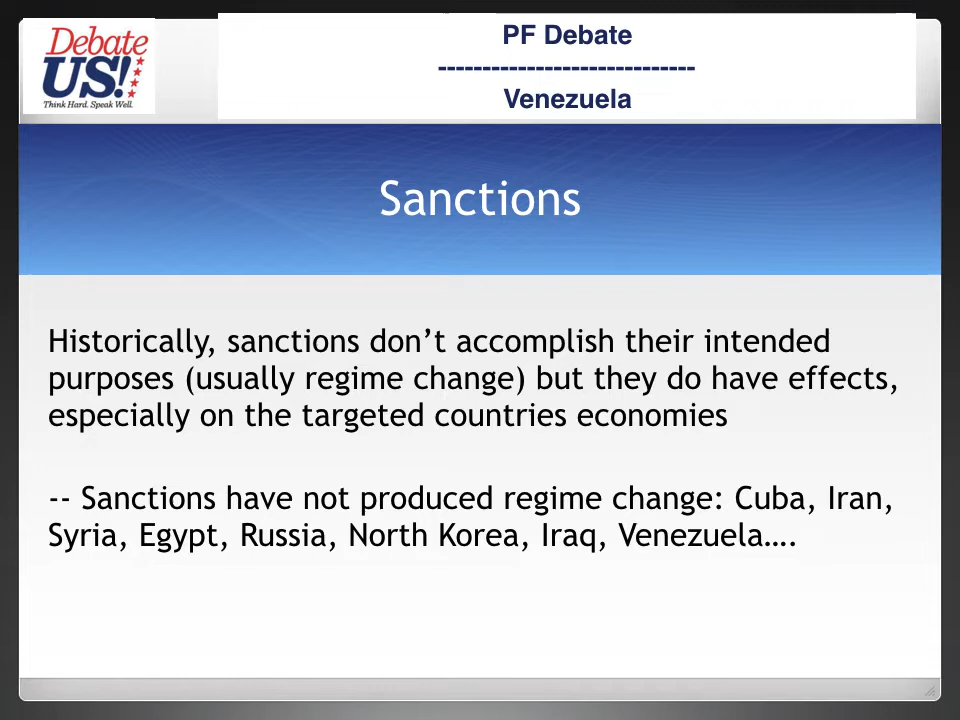 Debate
US!
Think Hard. Speak Well.
PF Debate
-----------------------------
Venezuela
Sanctions
Historically, sanctions don’t accomplish their intended
purposes (usually regime change) but they do have effects,
especially on the targeted countries economies
-- Sanctions have not produced regime change: Cuba, Iran,
Syria, Egypt, Russia, North Korea, Iraq, Venezuela….